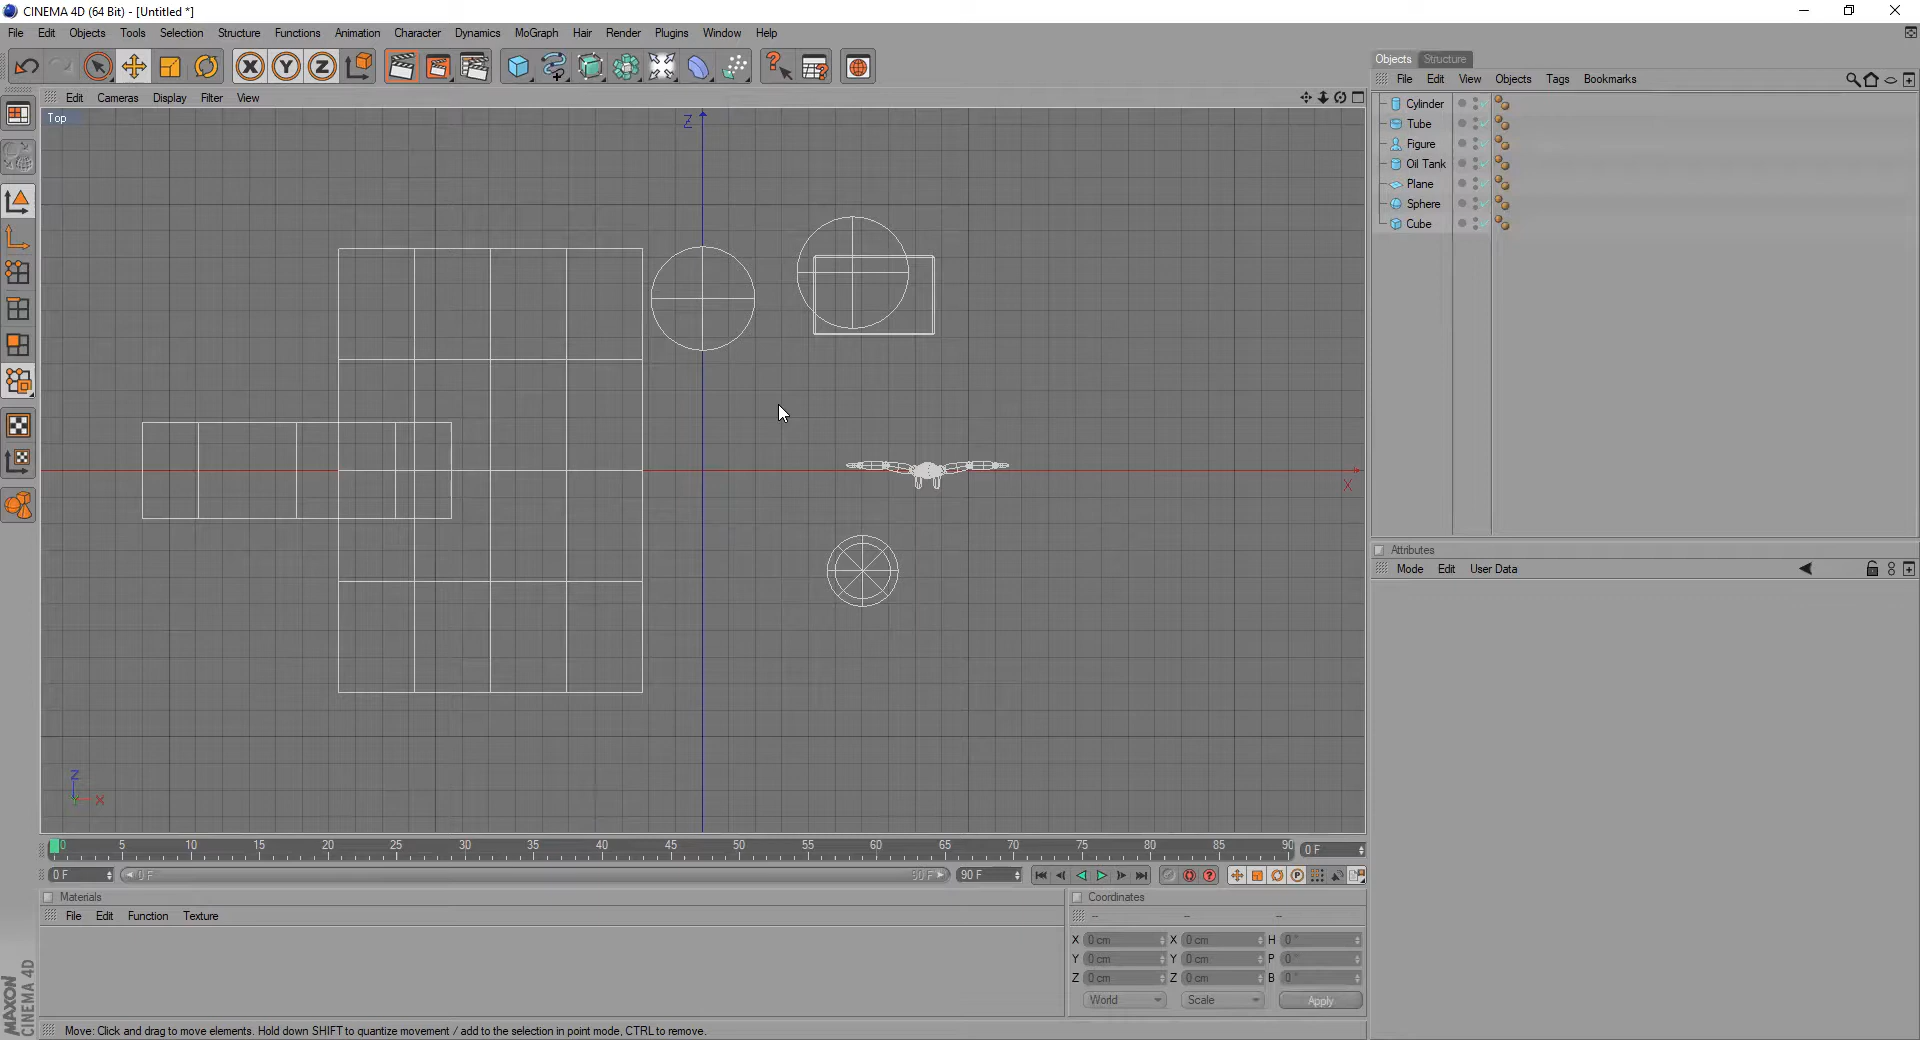 CINEMA 4D (64 Bit) - [Untitled *]
File Edit Objects Tools Selection Structure Functions Animation Character Dynamics MoGraph Hair Render Plugins Window Help
X Y Z
Objects Structure
File Edit View Objects Tags Bookmarks
Edit Cameras Display Filter View
Top
Z
X
Z
X
Cylinder
Tube
Figure
Oil Tank
Plane
Sphere
Cube
Attributes
Mode Edit User Data
0 5 10 15 20 25 30 35 40 45 50 55 60 65 70 75 80 85 90 0 F
0 F 0 F 90 F 90 F
Materials
File Edit Function Texture
Coordinates
-- -- --
X 0 cm X 0 cm H 0 °
Y 0 cm Y 0 cm P 0 °
Z 0 cm Z 0 cm B 0 °
World Scale Apply
MAXON
CINEMA 4D
Move: Click and drag to move elements. Hold down SHIFT to quantize movement / add to the selection in point mode, CTRL to remove.